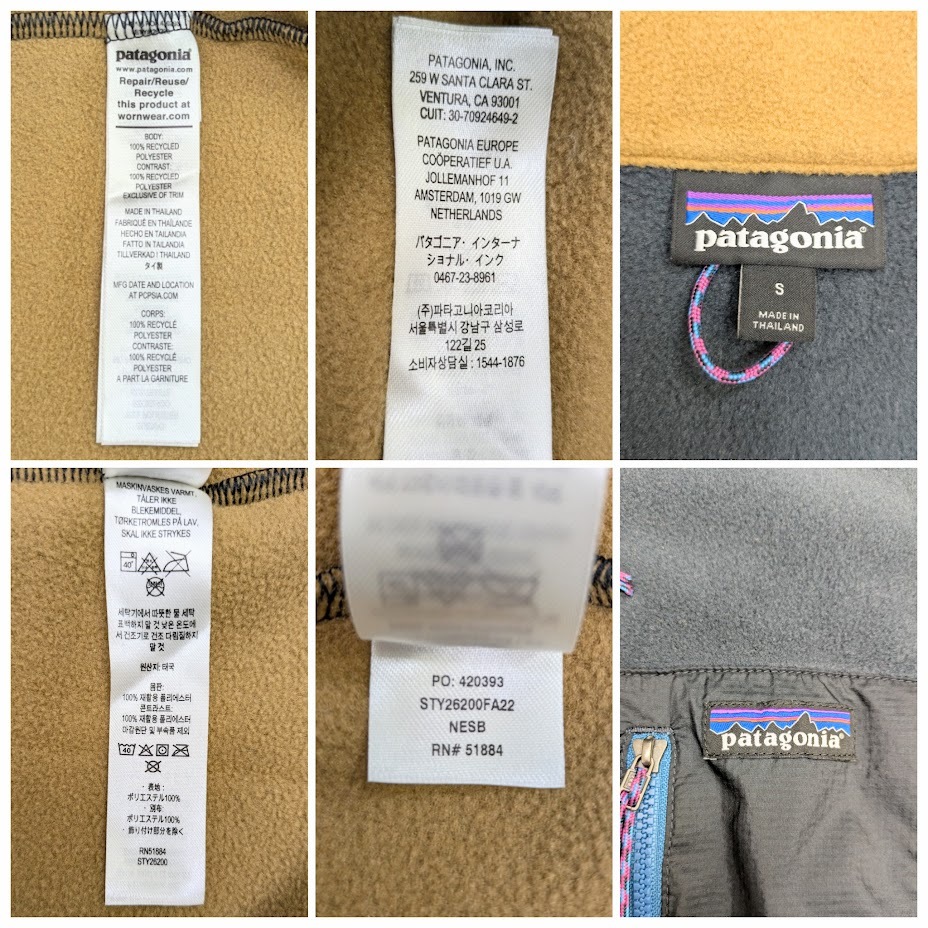 patagonia®
www.patagonia.com
Repair/Reuse/
Recycle
this product at
wornwear.com
BODY:
100% RECYCLED
POLYESTER
CONTRAST:
100% RECYCLED
POLYESTER
EXCLUSIVE OF TRIM
MADE IN THAILAND
FABRIQUÉ EN THAÏLANDE
HECHO EN TAILANDIA
FATTO IN TAILANDIA
TILLVERKAD I THAILAND
タイ製
MFG DATE AND LOCATION
AT PCPSIA.COM
CORPS:
100% RECYCLÉ
POLYESTER
CONTRASTE:
100% RECYCLÉ
POLYESTER
A PART LA GARNITURE
PATAGONIA, INC.
259 W SANTA CLARA ST.
VENTURA, CA 93001
CUIT: 30-70924649-2
PATAGONIA EUROPE
COÖPERATIEF U.A.
JOLLEMANHOF 11
AMSTERDAM, 1019 GW
NETHERLANDS
パタゴニア・インターナ
ショナル・インク
0467-23-8961
(주)파타고니아코리아
서울특별시 강남구 삼성로
122길 25
소비자상담실 : 1544-1876
patagonia®
S
MADE IN
THAILAND
MASKINVASKES VARMT.
TÅLER IKKE
BLEKEMIDDEL,
TØRKETROMLES PÅ LAV,
SKAL IKKE STRYKES
40°
세탁기에서 따뜻한 물 세탁
표백하지 말 것 낮은 온도에
서 건조기로 건조 다림질하지
말 것
원산지: 태국
몸판:
100% 재활용 폴리에스터
콘트라스트:
100% 재활용 폴리에스터
마감원단 및 부속품 제외
40
・表地:
ポリエステル100%
・別布:
ポリエステル100%
・飾り付け部分を除く
RN51884
STY26200
PO: 420393
STY26200FA22
NESB
RN# 51884
patagonia®